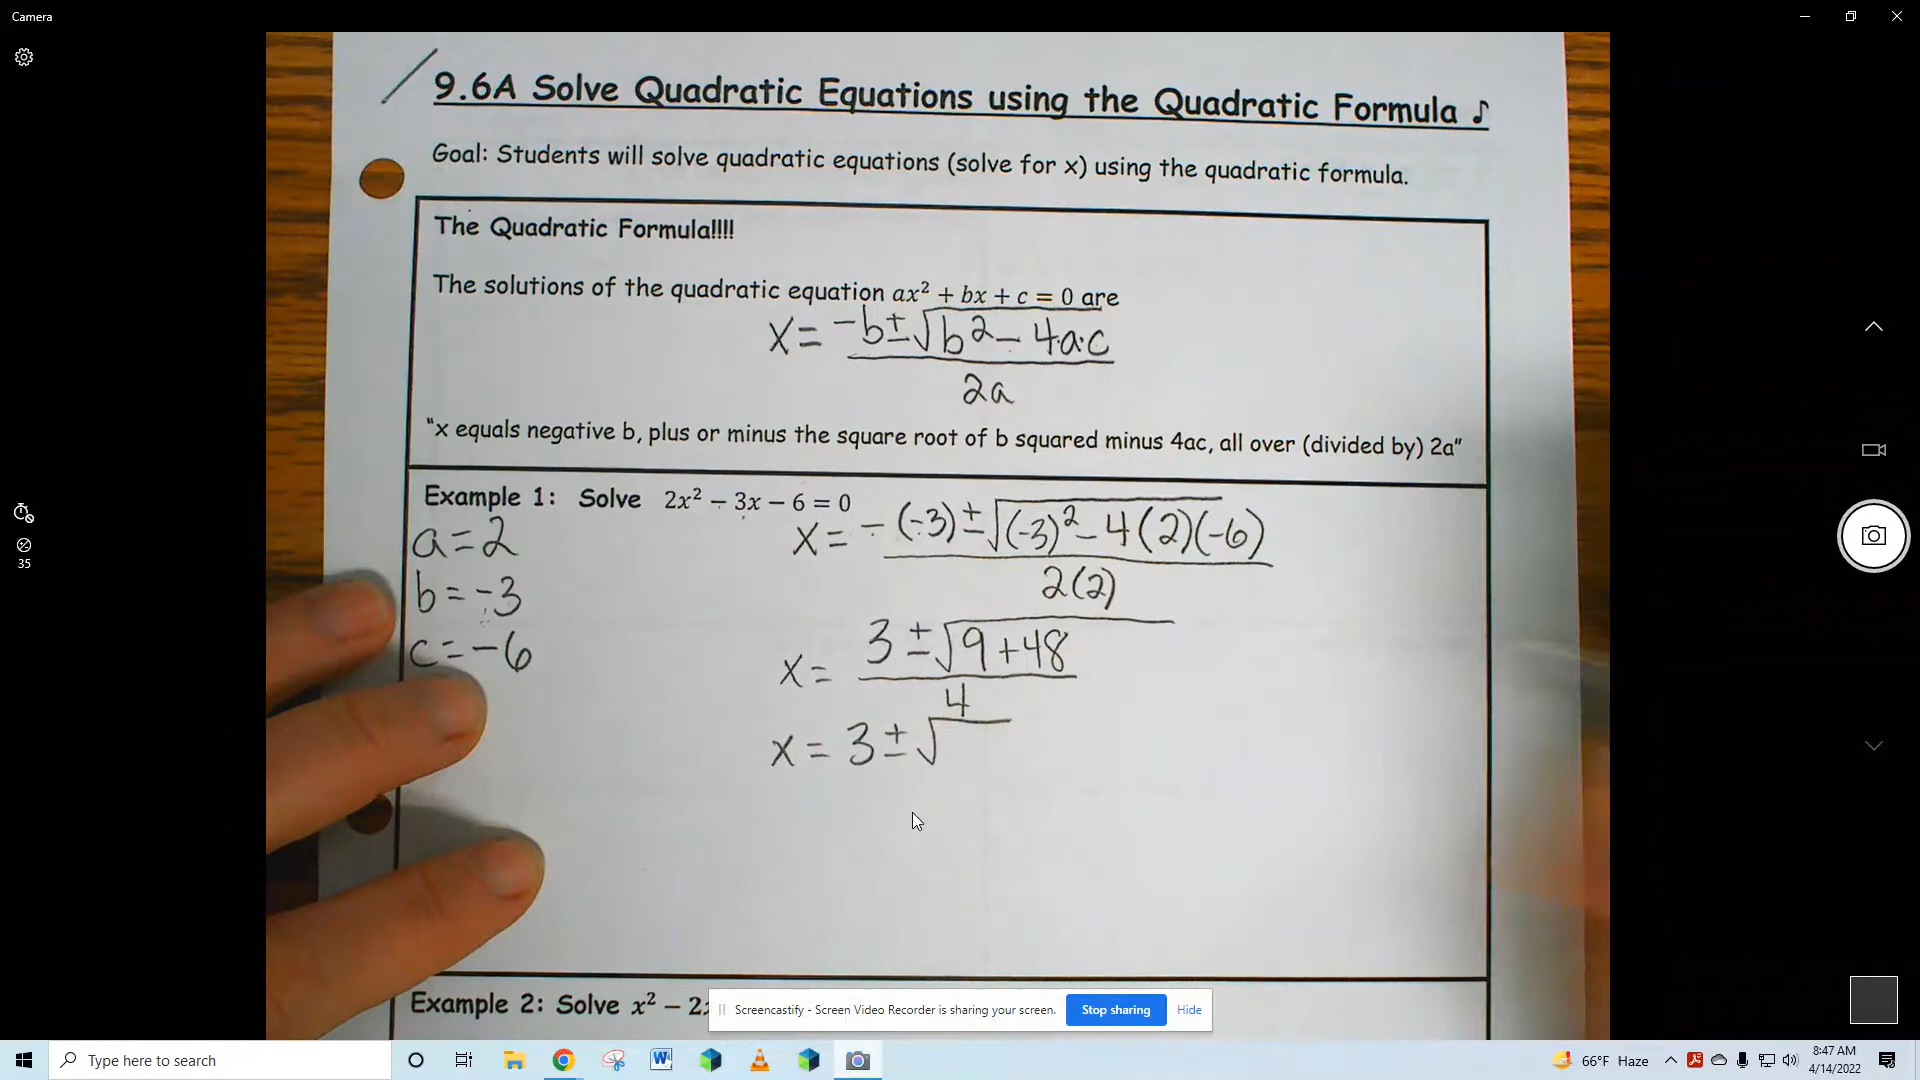 Camera
9.6A Solve Quadratic Equations using the Quadratic Formula ♪
Goal: Students will solve quadratic equations (solve for x) using the quadratic formula.
The Quadratic Formula!!!!
The solutions of the quadratic equation ax² + bx + c = 0 are
x = -b ± √b² - 4·a·c
2a
"x equals negative b, plus or minus the square root of b squared minus 4ac, all over (divided by) 2a"
Example 1: Solve 2x² − 3x − 6 = 0
a = 2
b = -3
c = -6
x = -(-3) ± √(-3)² - 4(2)(-6)
2(2)
x = 3 ± √9 + 48
4
x = 3 ± √
35
Example 2: Solve x² − 2
Screencastify - Screen Video Recorder is sharing your screen.
Stop sharing
Hide
Type here to search
66°F Haze
8:47 AM
4/14/2022